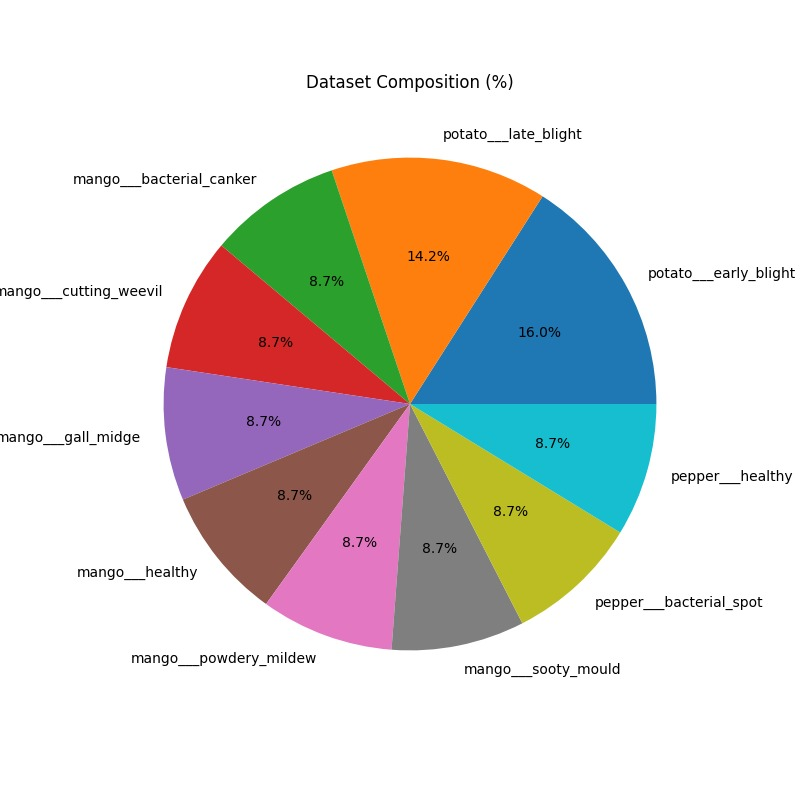 Dataset Composition (%)
potato___late_blight
mango___bacterial_canker
14.2%
potato___early_blight
8.7%
mango___cutting_weevil
16.0%
8.7%
8.7%
mango___gall_midge
8.7%
pepper___healthy
8.7%
8.7%
8.7%
8.7%
mango___healthy
pepper___bacterial_spot
mango___powdery_mildew
mango___sooty_mould